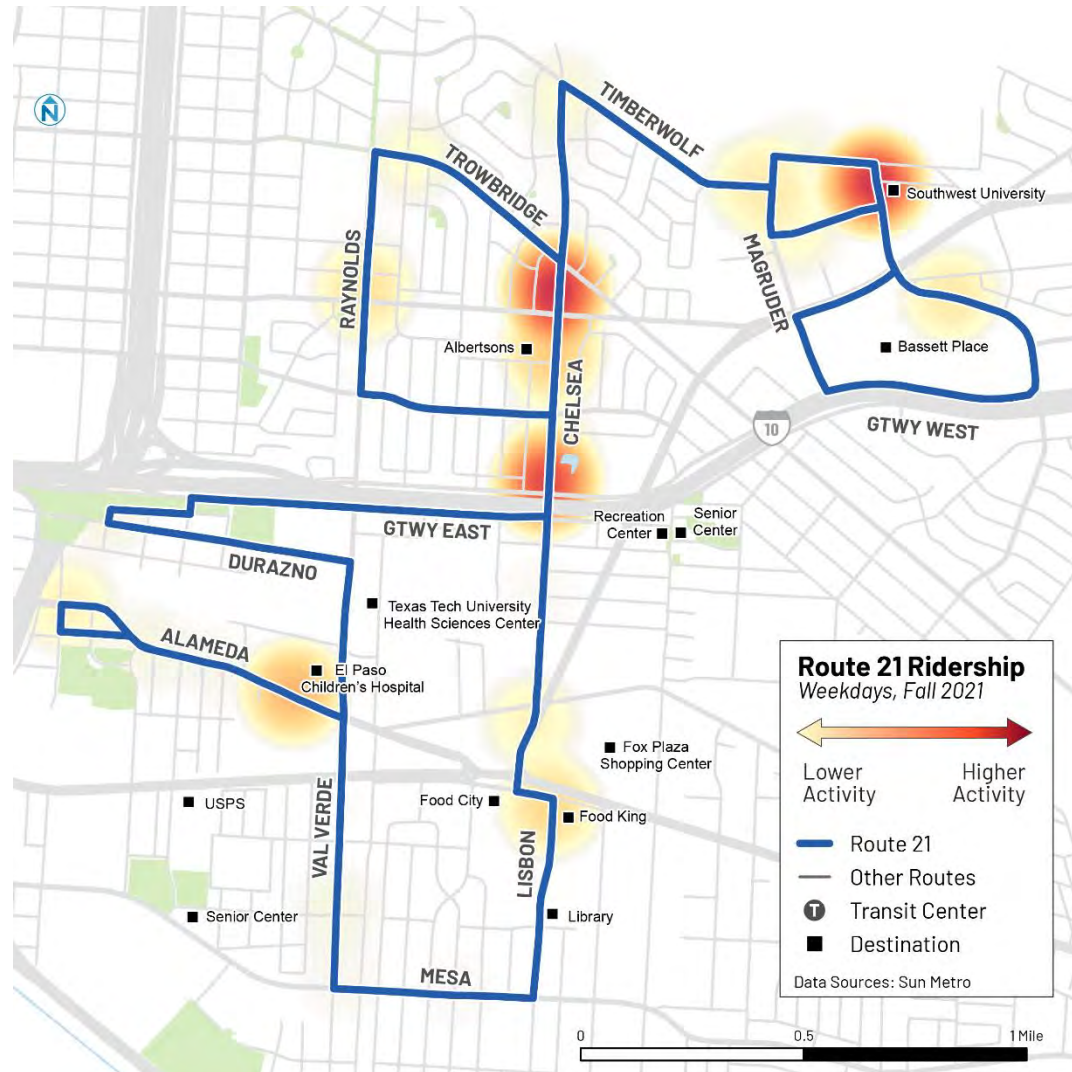 N
TIMBERWOLF
TROWBRIDGE
Southwest University
RAYNOLDS
MAGRUDER
Albertsons
Bassett Place
CHELSEA
10
GTWY WEST
GTWY EAST
Recreation
Center
Senior
Center
DURAZNO
Texas Tech University
Health Sciences Center
ALAMEDA
El Paso
Children's Hospital
Fox Plaza
Shopping Center
USPS
Food City
Food King
VAL VERDE
LISBON
Senior Center
Library
MESA
Route 21 Ridership
Weekdays, Fall 2021
Lower
Activity
Higher
Activity
Route 21
Other Routes
T Transit Center
Destination
Data Sources: Sun Metro
0 0.5 1 Mile